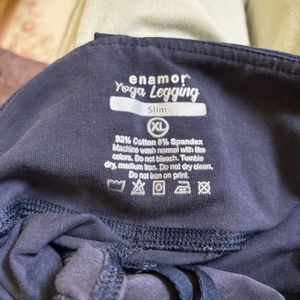 enamor
Yoga Legging
Slim
XL
92% Cotton 8% Spandex
Machine wash normal with like
colors. Do not bleach. Tumble
dry, medium iron. Do not dry clean.
Do not iron on print.